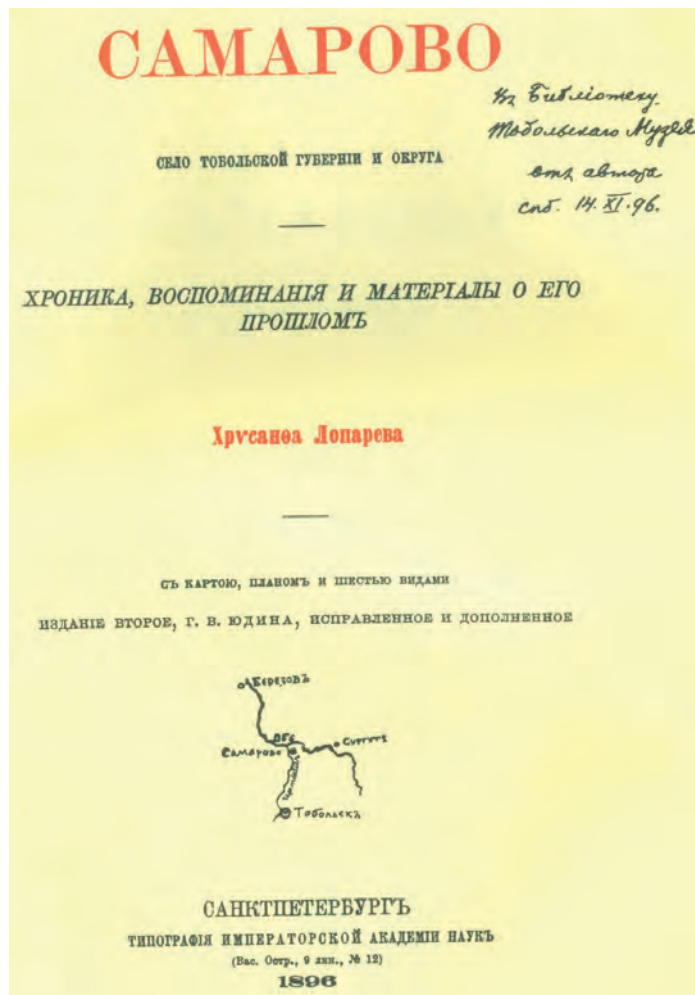 САМАРОВО
Въ Библіотеку
Тобольскаго Музея
отъ автора
Спб. 14.XI.96.
СЕЛО ТОБОЛЬСКОЙ ГУБЕРНІИ И ОКРУГА
ХРОНИКА, ВОСПОМИНАНІЯ И МАТЕРІАЛЫ О ЕГО
ПРОШЛОМЪ
Хрѵсанѳа Лопарева
СЪ КАРТОЮ, ПЛАНОМЪ И ШЕСТЬЮ ВИДАМИ
ИЗДАНІЕ ВТОРОЕ, Г. В. ЮДИНА, ИСПРАВЛЕННОЕ И ДОПОЛНЕННОЕ
БЕРЕЗОВЪ
ОБЬ
Самарово
Сургутъ
Тобольскъ
САНКТПЕТЕРБУРГЪ
ТИПОГРАФІЯ ИМПЕРАТОРСКОЙ АКАДЕМІИ НАУКЪ
(Вас. Остр., 9 лин., № 12)
1896